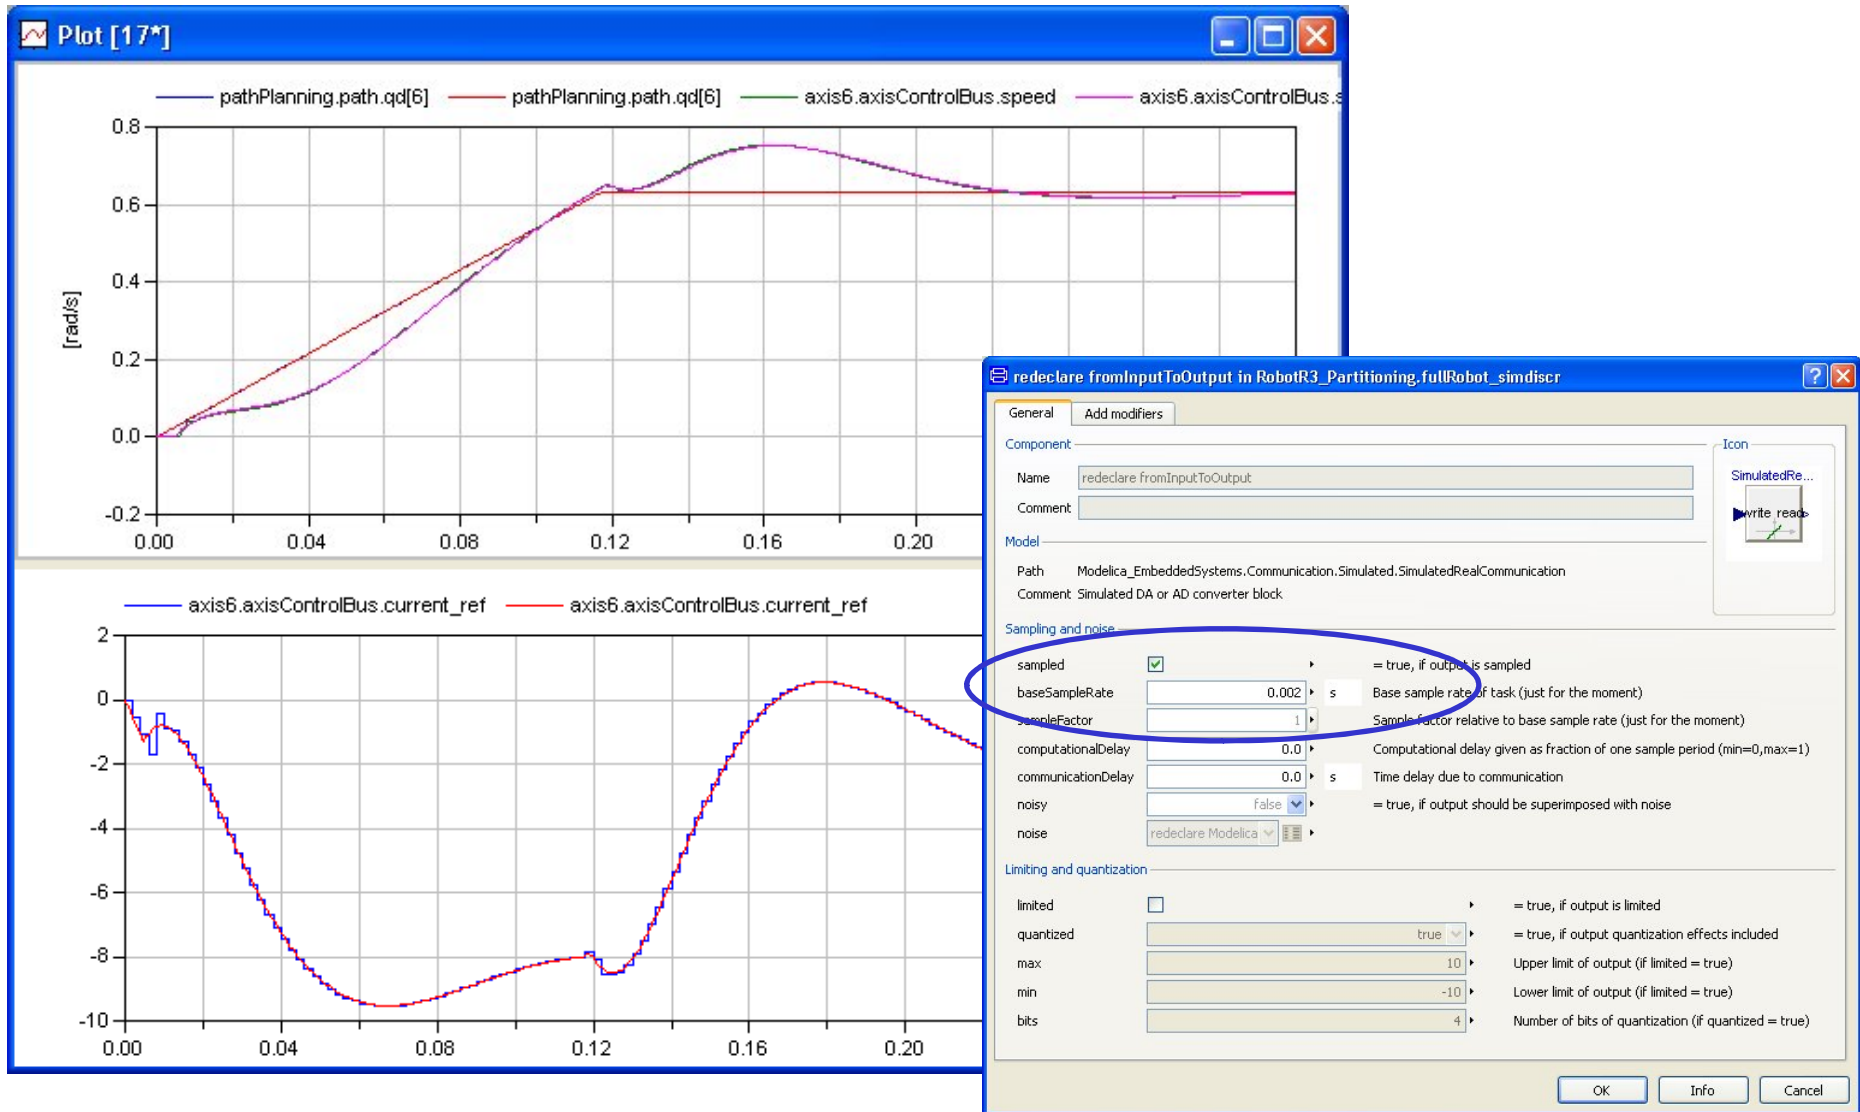 Plot [17*]
pathPlanning.path.qd[6] pathPlanning.path.qd[6] axis6.axisControlBus.speed axis6.axisControlBus.s
0.8
0.6
0.4
[rad/s]
0.2
0.0
-0.2
0.00 0.04 0.08 0.12 0.16 0.20
axis6.axisControlBus.current_ref axis6.axisControlBus.current_ref
2
0
-2
-4
-6
-8
-10
0.00 0.04 0.08 0.12 0.16 0.20
redeclare fromInputToOutput in RobotR3_Partitioning.fullRobot_simdiscr
General Add modifiers
Component
Icon
Name redeclare fromInputToOutput
SimulatedRe...
Comment
write read
Model
Path Modelica_EmbeddedSystems.Communication.Simulated.SimulatedRealCommunication
Comment Simulated DA or AD converter block
Sampling and noise
sampled = true, if output is sampled
baseSampleRate 0.002 s Base sample rate of task (just for the moment)
sampleFactor 1 Sample factor relative to base sample rate (just for the moment)
computationalDelay 0.0 Computational delay given as fraction of one sample period (min=0,max=1)
communicationDelay 0.0 s Time delay due to communication
noisy false = true, if output should be superimposed with noise
noise redeclare Modelica
Limiting and quantization
limited = true, if output is limited
quantized true = true, if output quantization effects included
max 10 Upper limit of output (if limited = true)
min -10 Lower limit of output (if limited = true)
bits 4 Number of bits of quantization (if quantized = true)
OK Info Cancel